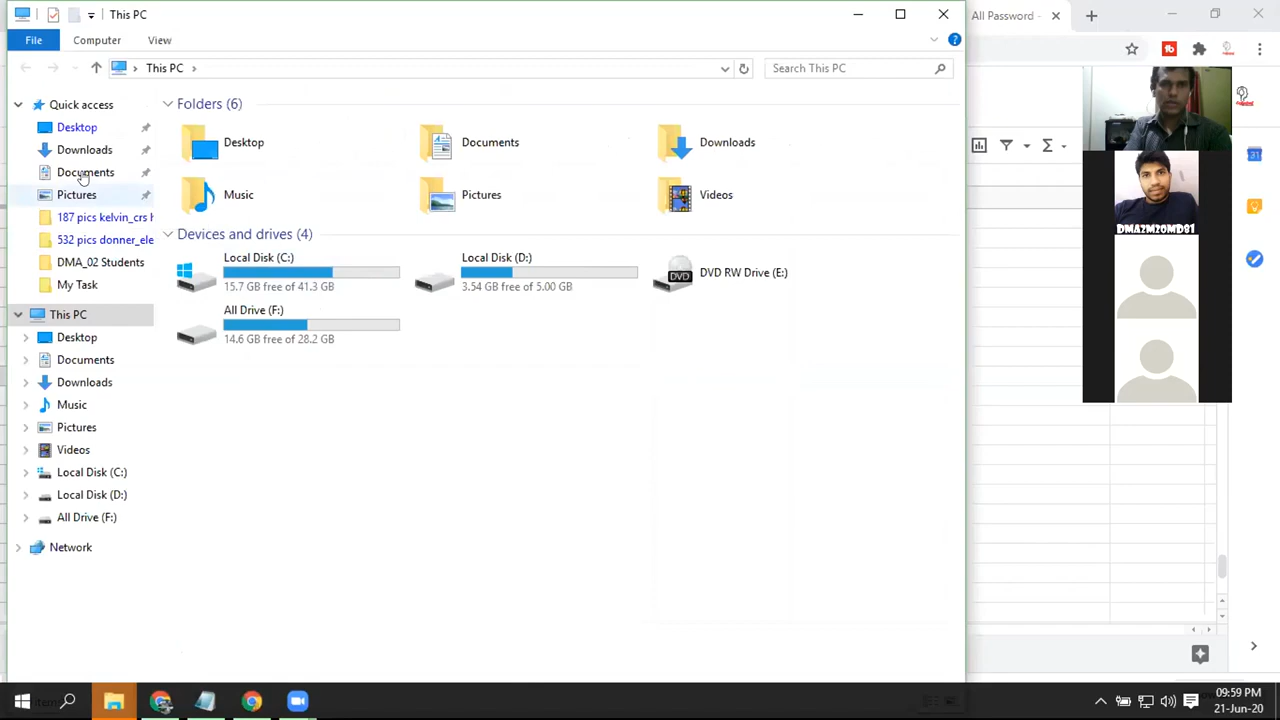 This PC
All Password -
File
Computer
View
This PC
Search This PC
Quick access
Desktop
Downloads
Documents
Pictures
187 pics kelvin_crs
532 pics donner_ele
DMA_02 Students
My Task
This PC
Desktop
Documents
Downloads
Music
Pictures
Videos
Local Disk (C:)
Local Disk (D:)
All Drive (F:)
Network
Folders (6)
Desktop
Documents
Downloads
Music
Pictures
Videos
Devices and drives (4)
Local Disk (C:)
15.7 GB free of 41.3 GB
Local Disk (D:)
3.54 GB free of 5.00 GB
DVD
DVD RW Drive (E:)
All Drive (F:)
14.6 GB free of 28.2 GB
DMA2M20MD81
31
09:59 PM
21-Jun-20